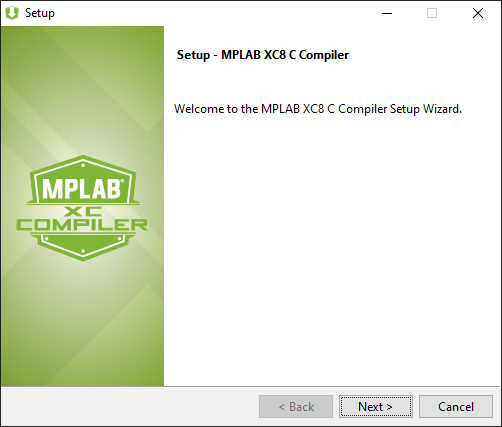 Setup
Setup - MPLAB XC8 C Compiler
Welcome to the MPLAB XC8 C Compiler Setup Wizard.
MPLAB®
XC
COMPILER
< Back
Next >
Cancel